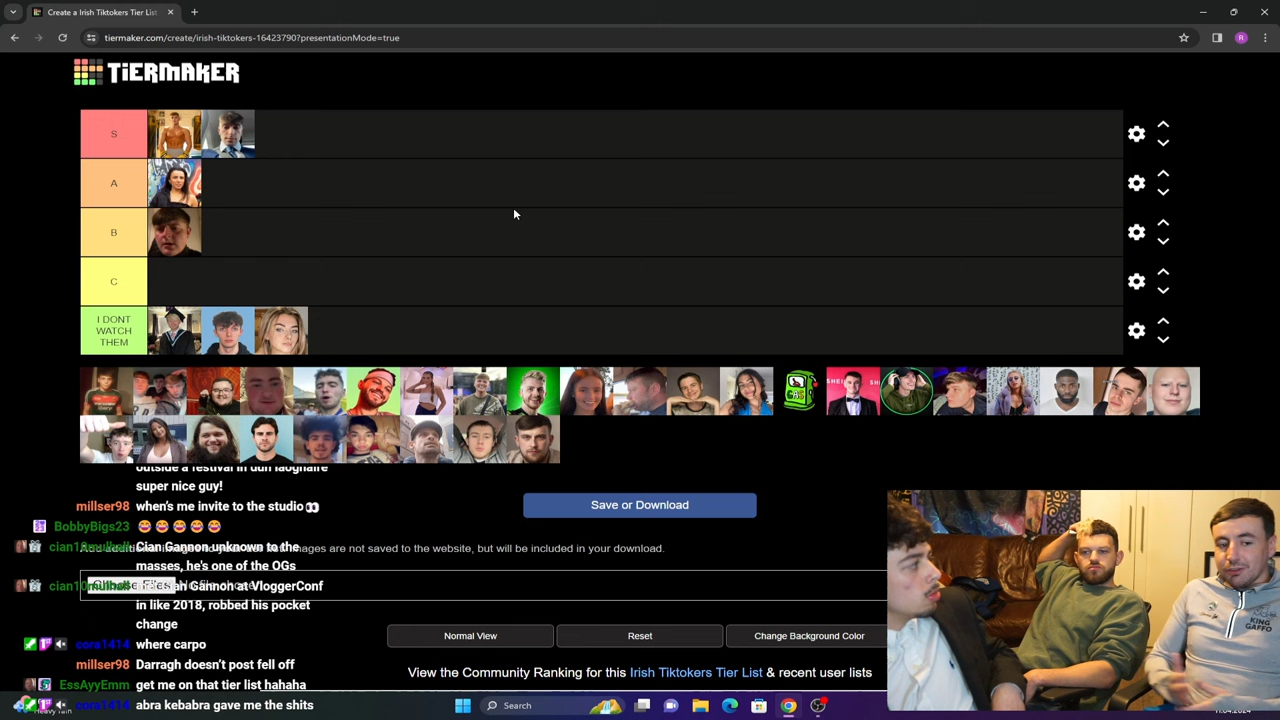 Create a Irish Tiktokers Tier List
tiermaker.com/create/irish-tiktokers-16423790?presentationMode=true
TiERMAKER
S
A
B
C
I DONT
WATCH
THEM
SHEIN
outside a festival in dun laoghaire
super nice guy!
millser98 when's me invite to the studio
BobbyBigs23
Cian Gannon unknown to the
masses, he's one of the OGs
Cian Gannon at VloggerConf
in like 2018, robbed his pocket
change
cora1414 where carpo
millser98 Darragh doesn't post fell off
EssAyyEmm get me on that tier list hahaha
cora1414 abra kebabra gave me the shits
Save or Download
images are not saved to the website, but will be included in your download.
Normal View
Reset
Change Background Color
View the Community Ranking for this Irish Tiktokers Tier List & recent user lists
KING
GAFFO
Search
11.04.2024